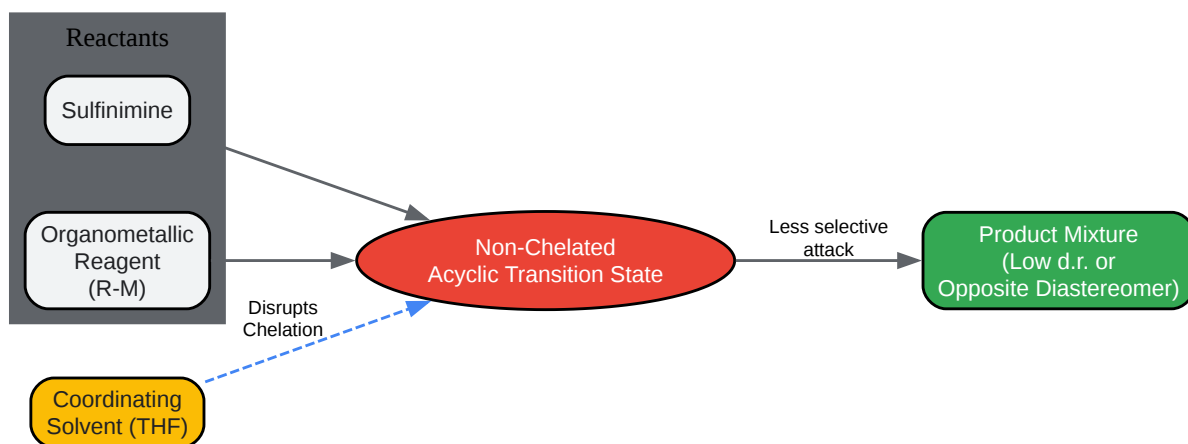 Reactants
Sulfinimine
Organometallic
Reagent
(R-M)
Disrupts
Chelation
Coordinating
Solvent (THF)
Non-Chelated
Acyclic Transition State
Less selective
attack
Product Mixture
(Low d.r. or
Opposite Diastereomer)